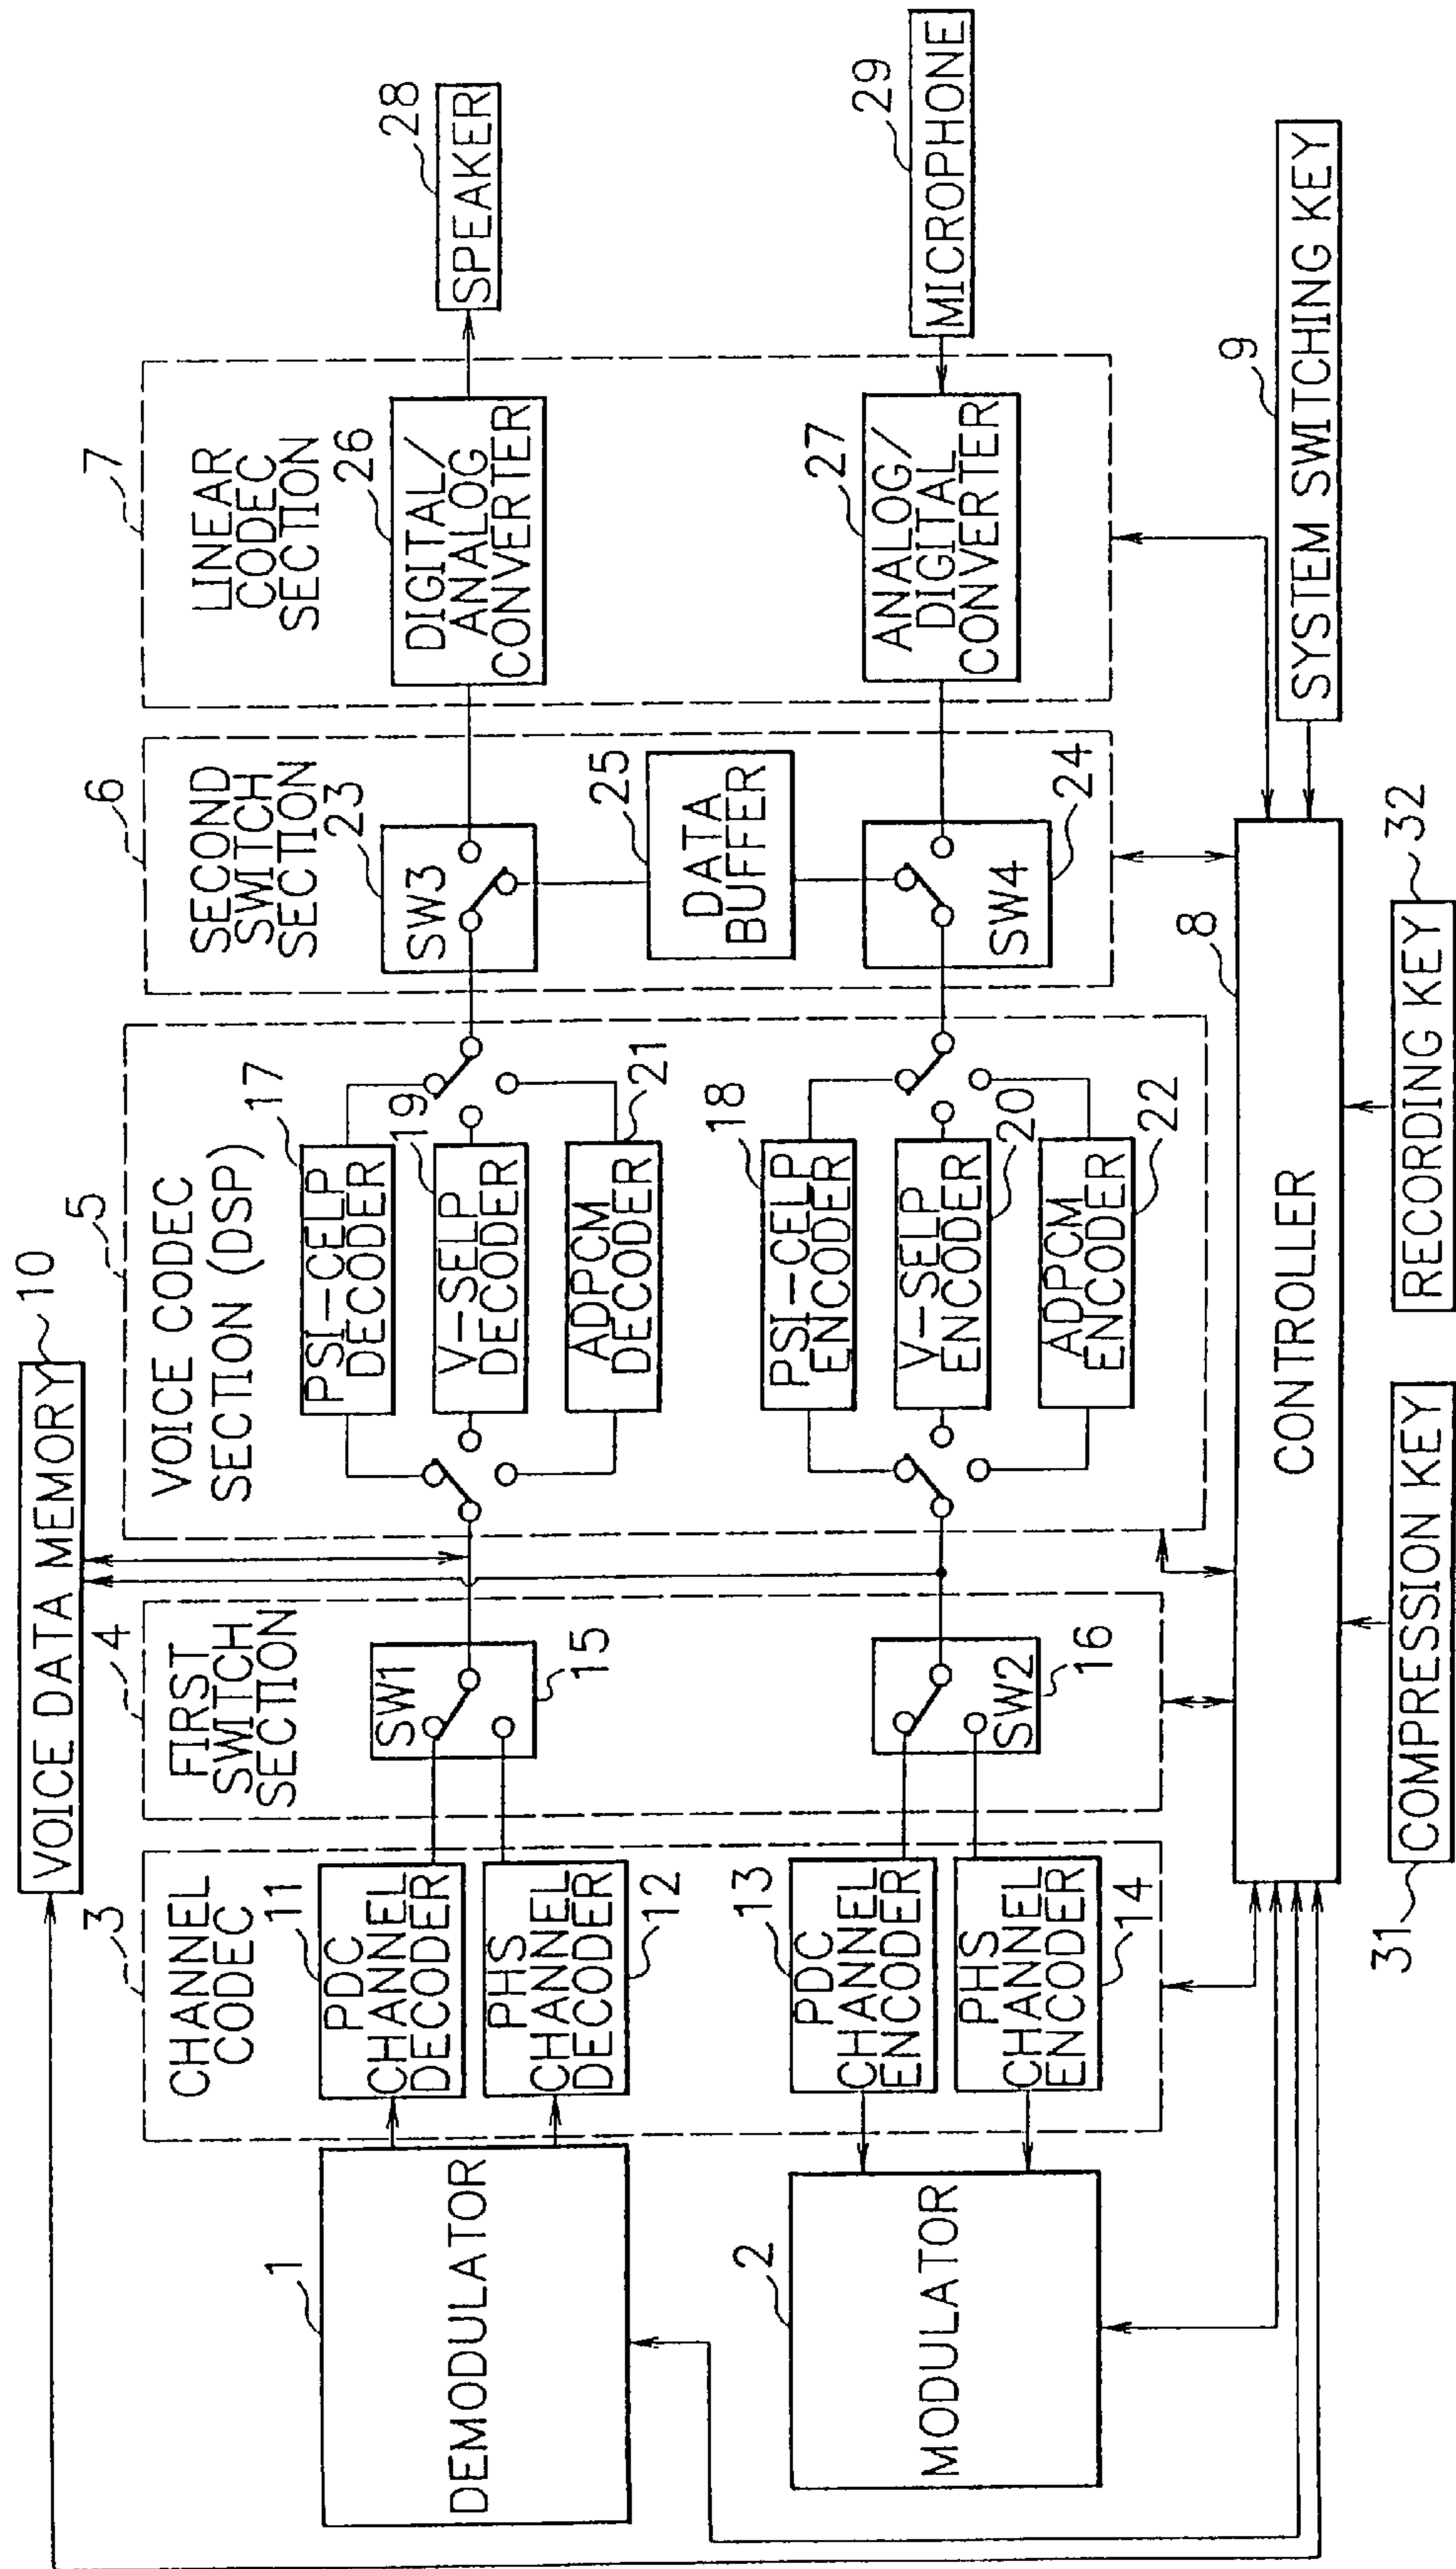 VOICE DATA MEMORY
10
3
CHANNEL
CODEC
4
FIRST
SWITCH
SECTION
5
VOICE CODEC
SECTION (DSP)
6
SECOND
SWITCH
SECTION
7
LINEAR
CODEC
SECTION
1
DEMODULATOR
11
PDC
CHANNEL
DECODER
PHS
CHANNEL
DECODER
12
SW1
15
17
PSI-CELP
DECODER
19
V-SELP
DECODER
ADPCM
DECODER
21
23
SW3
26
DIGITAL/
ANALOG
CONVERTER
28
SPEAKER
25
DATA
BUFFER
2
MODULATOR
13
PDC
CHANNEL
ENCODER
PHS
CHANNEL
ENCODER
14
SW2
16
18
PSI-CELP
ENCODER
V-SELP
ENCODER
20
ADPCM
ENCODER
22
SW4
24
27
ANALOG/
DIGITAL
CONVERTER
29
MICROPHONE
8
CONTROLLER
9
SYSTEM SWITCHING KEY
31
COMPRESSION KEY
RECORDING KEY
32